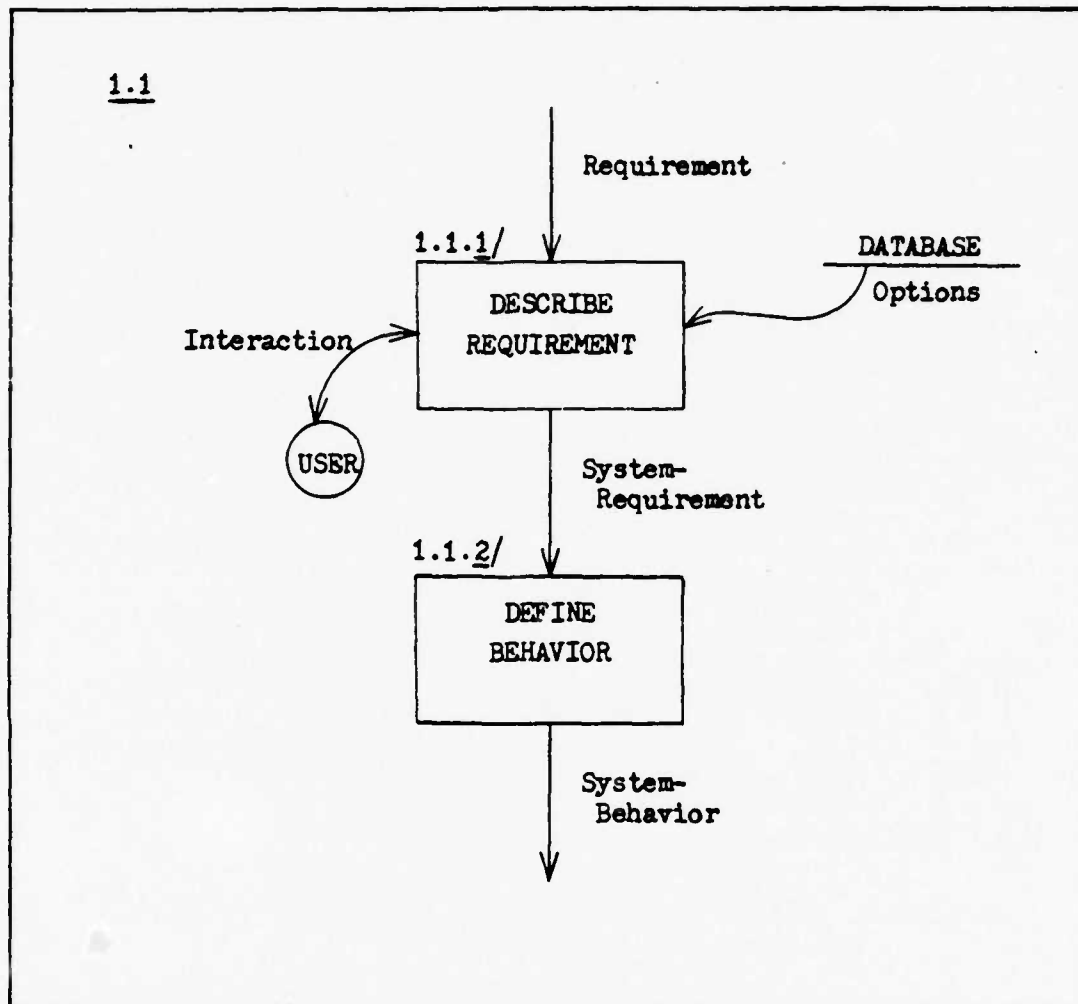 1.1
Requirement
1.1.1/
DATABASE
DESCRIBE
REQUIREMENT
Options
Interaction
USER
System-
Requirement
1.1.2/
DEFINE
BEHAVIOR
System-
Behavior